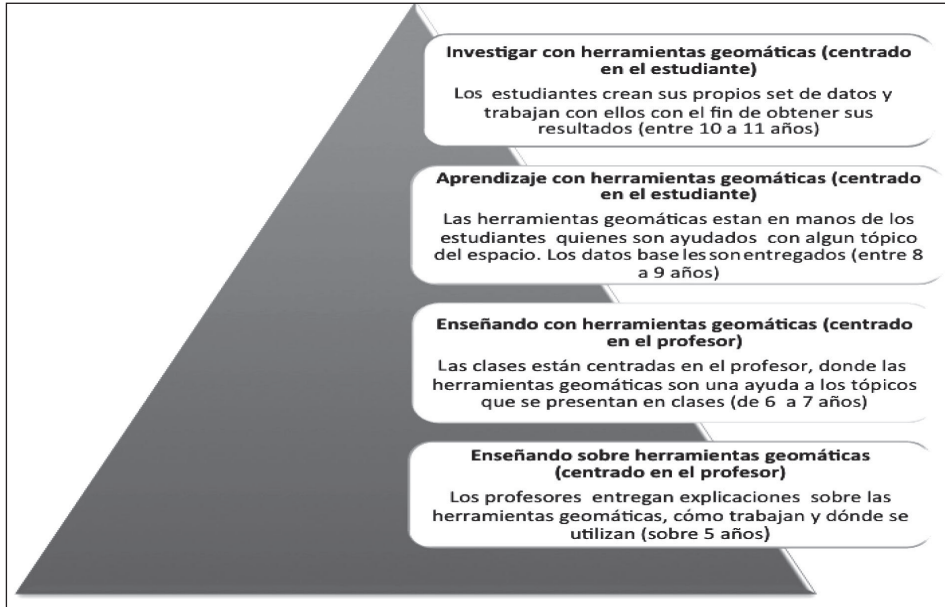 Investigar con herramientas geomáticas (centrado
en el estudiante)
Los estudiantes crean sus propios set de datos y
trabajan con ellos con el fin de obtener sus
resultados (entre 10 a 11 años)
Aprendizaje con herramientas geomáticas (centrado
en el estudiante)
Las herramientas geomáticas estan en manos de los
estudiantes quienes son ayudados con algun tópico
del espacio. Los datos base les son entregados (entre 8
a 9 años)
Enseñando con herramientas geomáticas (centrado
en el profesor)
Las clases están centradas en el profesor, donde las
herramientas geomáticas son una ayuda a los tópicos
que se presentan en clases (de 6 a 7 años)
Enseñando sobre herramientas geomáticas
(centrado en el profesor)
Los profesores entregan explicaciones sobre las
herramientas geomáticas, cómo trabajan y dónde se
utilizan (sobre 5 años)